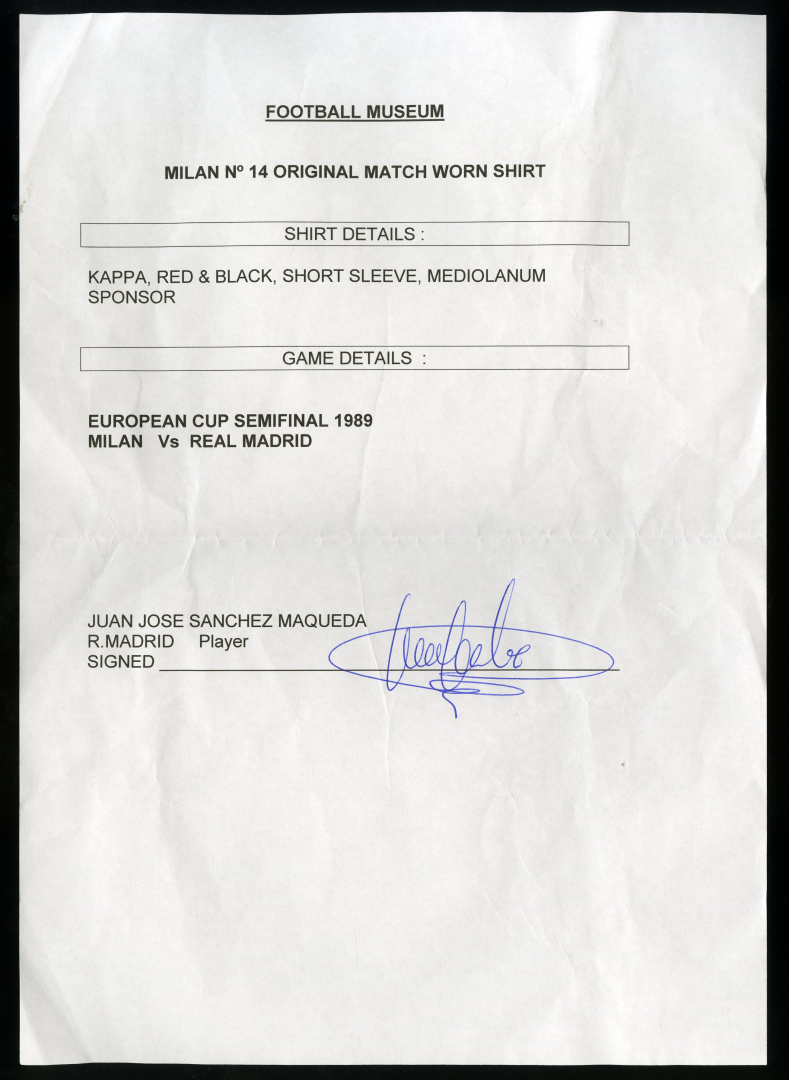 FOOTBALL MUSEUM
MILAN Nº 14 ORIGINAL MATCH WORN SHIRT
SHIRT DETAILS :
KAPPA, RED & BLACK, SHORT SLEEVE, MEDIOLANUM
SPONSOR
GAME DETAILS :
EUROPEAN CUP SEMIFINAL 1989
MILAN Vs REAL MADRID
JUAN JOSE SANCHEZ MAQUEDA
R.MADRID Player
SIGNED